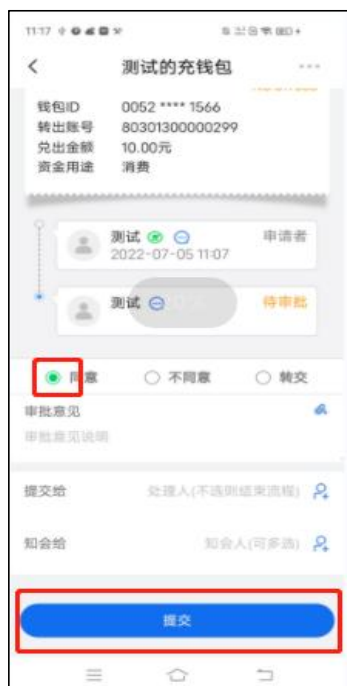 11:17
测试的充钱包
钱包ID 0052 **** 1566
转出账号 80301300000299
兑出金额 10.00元
资金用途 消费
测试 申请者
2022-07-05 11:07
测试 待审批
同意 不同意 转交
审批意见
审批意见说明
提交给 处理人(不选则结束流程)
知会给 知会人(可多选)
提交